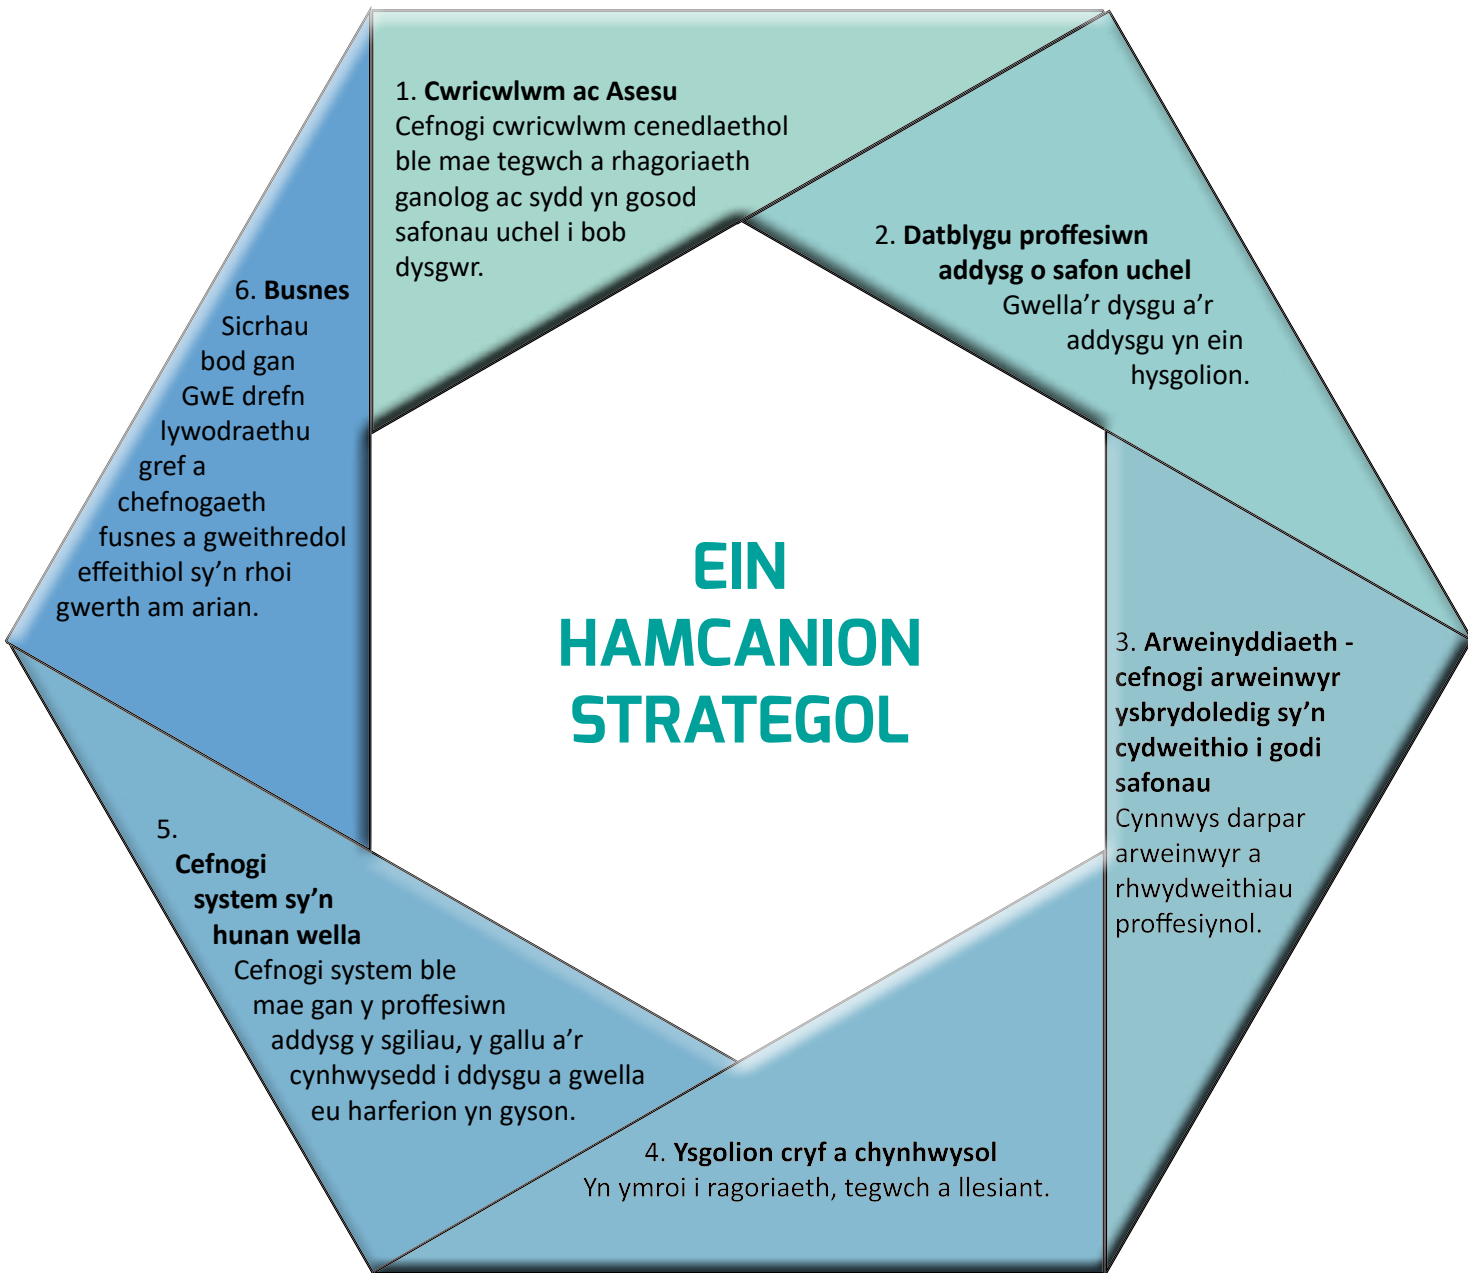 1. Cwricwlwm ac Asesu
Cefnogi cwricwlwm cenedlaethol
ble mae tegwch a rhagoriaeth
ganolog ac sydd yn gosod
safonau uchel i bob
dysgwr.
2. Datblygu proffesiwn
addysg o safon uchel
Gwella’r dysgu a’r
addysgu yn ein
hysgolion.
3. Arweinyddiaeth -
cefnogi arweinwyr
ysbrydoledig sy’n
cydweithio i godi
safonau
Cynnwys darpar
arweinwyr a
rhwydweithiau
proffesiynol.
4. Ysgolion cryf a chynhwysol
Yn ymroi i ragoriaeth, tegwch a llesiant.
5.
Cefnogi
system sy’n
hunan wella
Cefnogi system ble
mae gan y proffesiwn
addysg y sgiliau, y gallu a’r
cynhwysedd i ddysgu a gwella
eu harferion yn gyson.
6. Busnes
Sicrhau
bod gan
GwE drefn
lywodraethu
gref a
chefnogaeth
fusnes a gweithredol
effeithiol sy’n rhoi
gwerth am arian.
EIN
HAMCANION
STRATEGOL